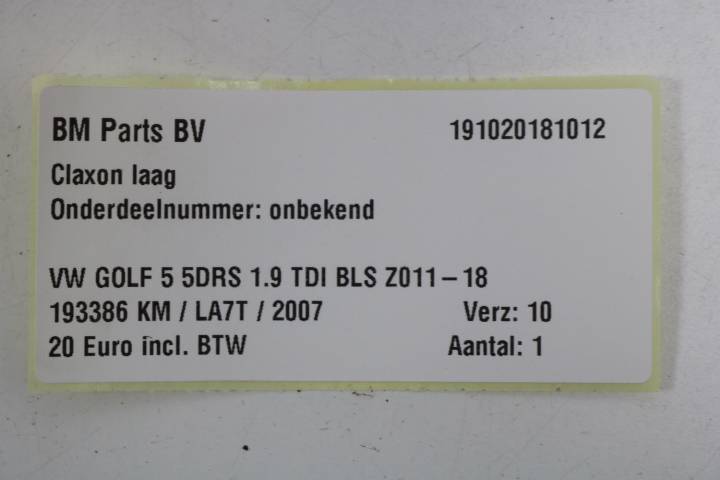 BM Parts BV 191020181012
Claxon laag
Onderdeelnummer: onbekend
VW GOLF 5 5DRS 1.9 TDI BLS Z011-18
193386 KM / LA7T / 2007 Verz: 10
20 Euro incl. BTW Aantal: 1